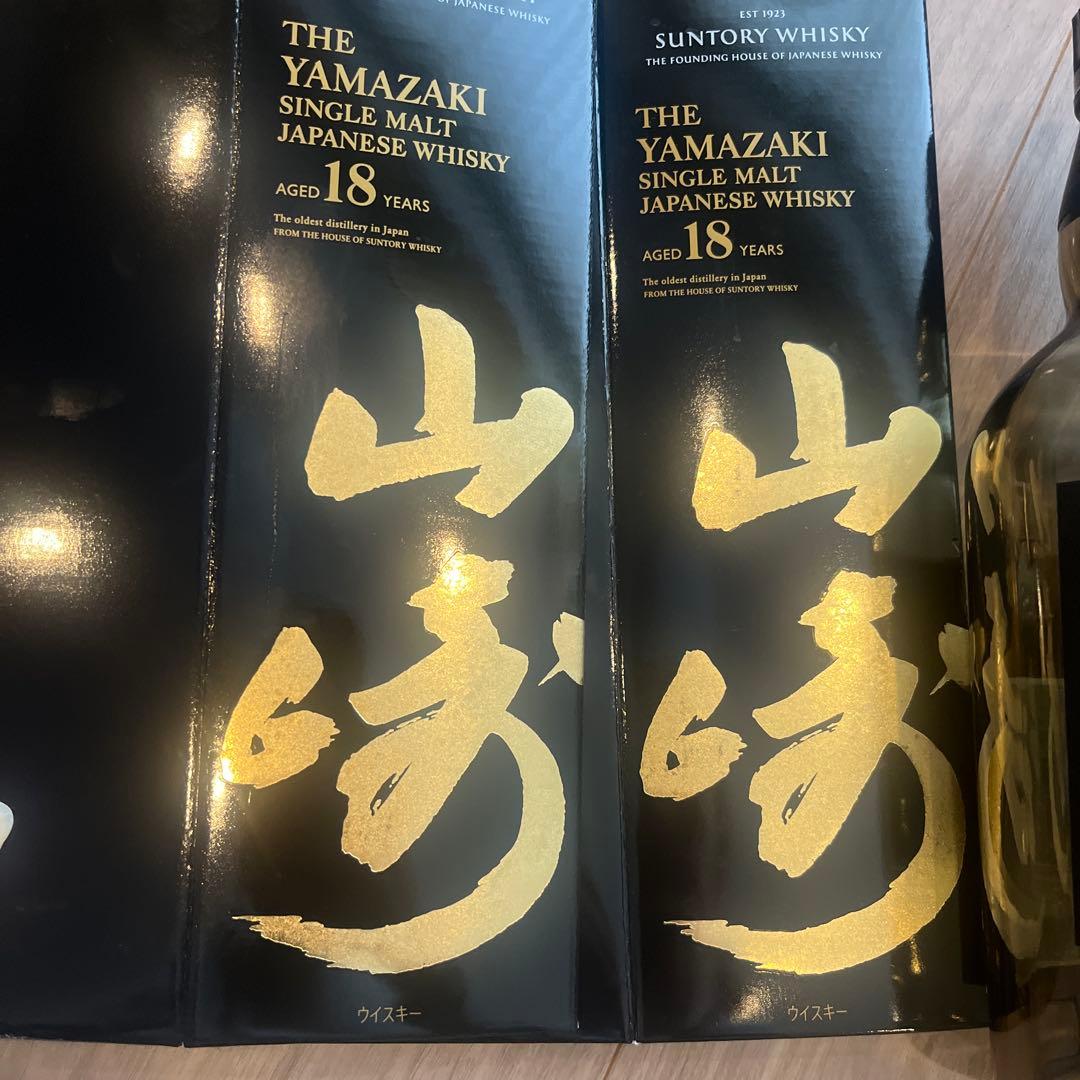 OF JAPANESE WHISKY
THE
YAMAZAKI
SINGLE MALT
JAPANESE WHISKY
AGED 18 YEARS
The oldest distillery in Japan
FROM THE HOUSE OF SUNTORY WHISKY
山崎
ウイスキー
EST 1923
SUNTORY WHISKY
THE FOUNDING HOUSE OF JAPANESE WHISKY
THE
YAMAZAKI
SINGLE MALT
JAPANESE WHISKY
AGED 18 YEARS
The oldest distillery in Japan
FROM THE HOUSE OF SUNTORY WHISKY
山崎
ウイスキー